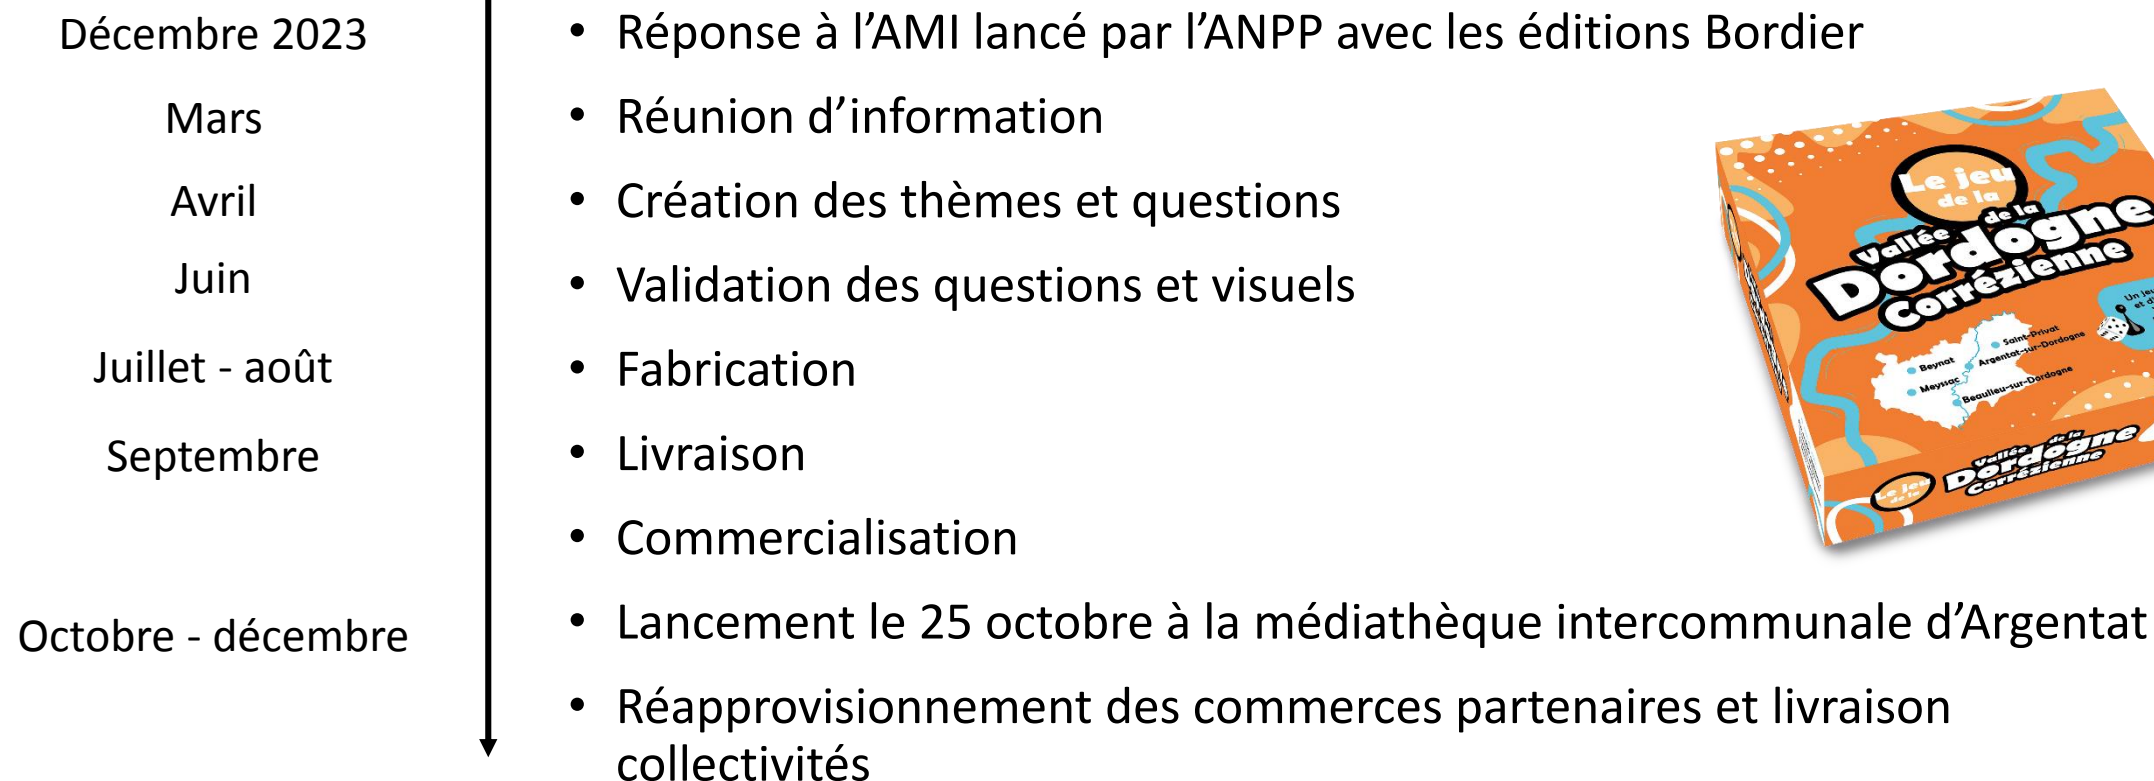 Décembre 2023
• Réponse à l’AMI lancé par l’ANPP avec les éditions Bordier
Mars
• Réunion d’information
Avril
• Création des thèmes et questions
Juin
• Validation des questions et visuels
Juillet - août
• Fabrication
Septembre
• Livraison
• Commercialisation
Octobre - décembre
• Lancement le 25 octobre à la médiathèque intercommunale d’Argentat
• Réapprovisionnement des commerces partenaires et livraison
collectivités
Le jeu
de la
Vallée de la
Dordogne
Corrézienne
Un jeu
Saint-Privat
Argentat-sur-Dordogne
Beynat
Meyssac
Beaulieu-sur-Dordogne
Le jeu
de la
Vallée de la
Dordogne
Corrézienne